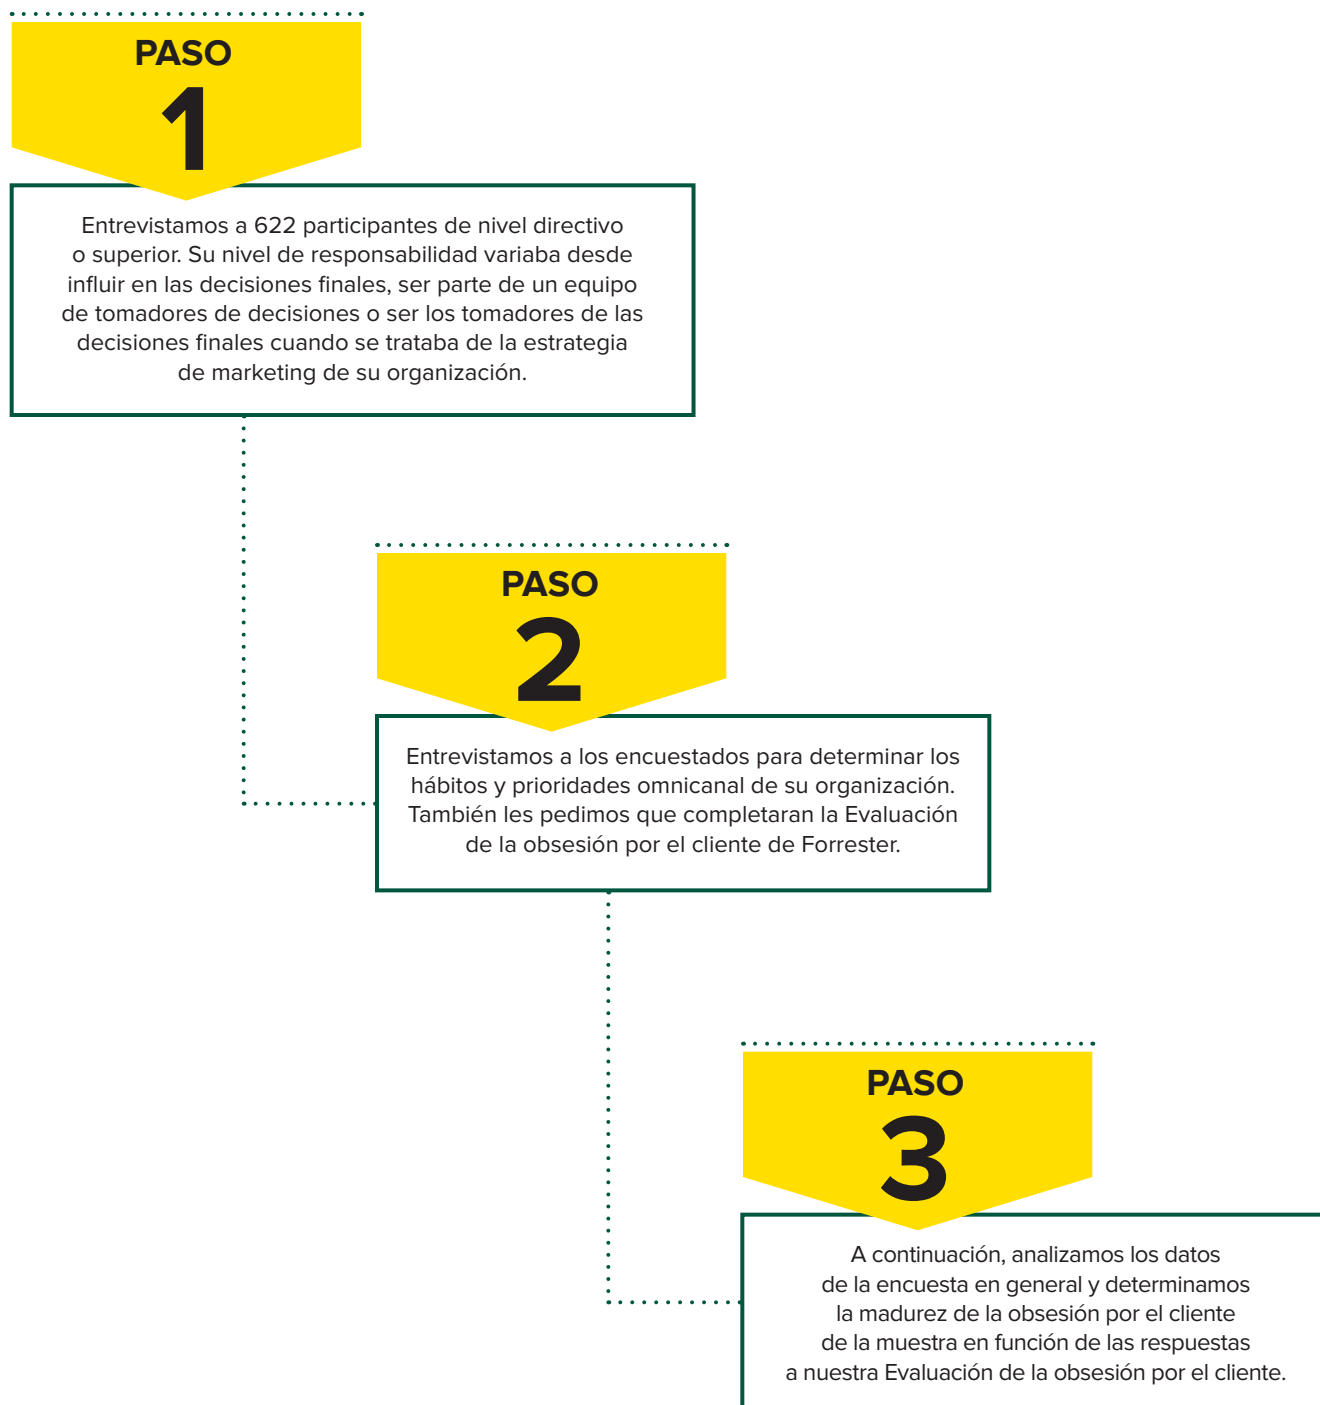 PASO
1
Entrevistamos a 622 participantes de nivel directivo
o superior. Su nivel de responsabilidad variaba desde
influir en las decisiones finales, ser parte de un equipo
de tomadores de decisiones o ser los tomadores de las
decisiones finales cuando se trataba de la estrategia
de marketing de su organización.
PASO
2
Entrevistamos a los encuestados para determinar los
hábitos y prioridades omnicanal de su organización.
También les pedimos que completaran la Evaluación
de la obsesión por el cliente de Forrester.
PASO
3
A continuación, analizamos los datos
de la encuesta en general y determinamos
la madurez de la obsesión por el cliente
de la muestra en función de las respuestas
a nuestra Evaluación de la obsesión por el cliente.